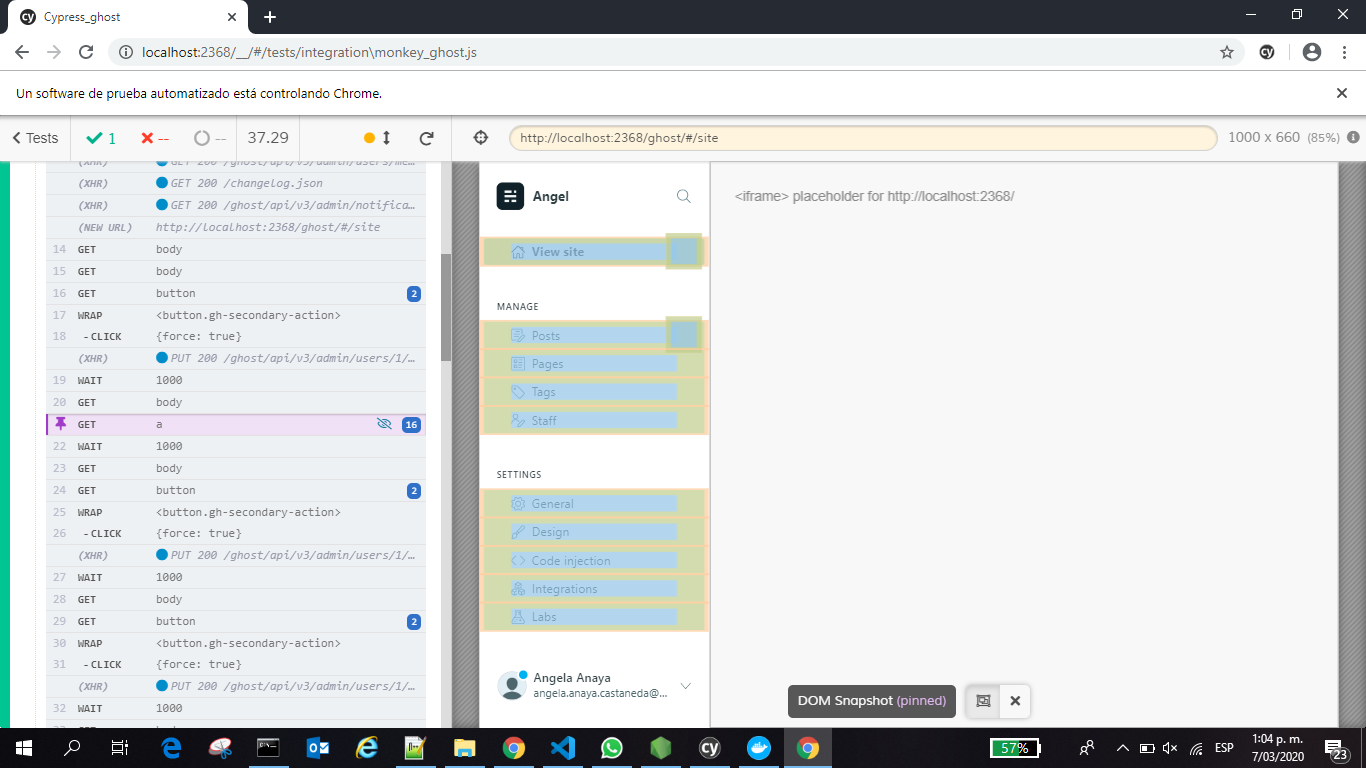 Cypress_ghost
localhost:2368/__/#/tests/integration\monkey_ghost.js
Un software de prueba automatizado está controlando Chrome.
Tests 1 -- -- 37.29
http://localhost:2368/ghost/#/site
1000 x 660 (85%)
(XHR) GET 200 /ghost/api/v3/admin/users/me…
(XHR) GET 200 /changelog.json
(XHR) GET 200 /ghost/api/v3/admin/notifica…
(NEW URL) http://localhost:2368/ghost/#/site
14 GET body
15 GET body
16 GET button 2
17 WRAP <button.gh-secondary-action>
18 -CLICK {force: true}
(XHR) PUT 200 /ghost/api/v3/admin/users/1/…
19 WAIT 1000
20 GET body
GET a 16
22 WAIT 1000
23 GET body
24 GET button 2
25 WRAP <button.gh-secondary-action>
26 -CLICK {force: true}
(XHR) PUT 200 /ghost/api/v3/admin/users/1/…
27 WAIT 1000
28 GET body
29 GET button 2
30 WRAP <button.gh-secondary-action>
31 -CLICK {force: true}
(XHR) PUT 200 /ghost/api/v3/admin/users/1/…
32 WAIT 1000
Angel
View site
MANAGE
Posts
Pages
Tags
Staff
SETTINGS
General
Design
Code injection
Integrations
Labs
Angela Anaya
angela.anaya.castaneda@...
<iframe> placeholder for http://localhost:2368/
DOM Snapshot (pinned)
57%
ESP
1:04 p. m.
7/03/2020
23